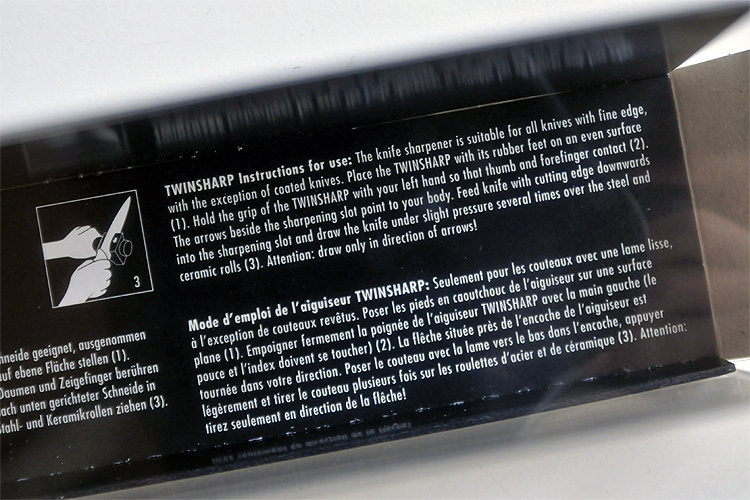 TWINSHARP Instructions for use: The knife sharpener is suitable for all knives with fine edge,
with the exception of coated knives. Place the TWINSHARP with its rubber feet on an even surface
(1). Hold the grip of the TWINSHARP with your left hand so that thumb and forefinger contact (2).
The arrows beside the sharpening slot point to your body. Feed knife with cutting edge downwards
into the sharpening slot and draw the knife under slight pressure several times over the steel and
ceramic rolls (3). Attention: draw only in direction of arrows!
3
Mode d'emploi de l'aiguiseur TWINSHARP: Seulement pour les couteaux avec une lame lisse,
à l'exception de couteaux revêtus. Poser les pieds en caoutchouc de l'aiguiseur sur une surface
plane (1). Empoigner fermement la poignée de l'aiguiseur TWINSHARP avec la main gauche (le
pouce et l'index doivent se toucher) (2). La flèche située près de l'encoche de l'aiguiseur est
tournée dans votre direction. Poser le couteau avec la lame vers le bas dans l'encoche, appuyer
légèrement et tirer le couteau plusieurs fois sur les roulettes d'acier et de céramique (3). Attention:
tirez seulement en direction de la flèche!
hneide geeignet, ausgenommen
auf ebene Fläche stellen (1).
Daumen und Zeigefinger berühren
ach unten gerichteter Schneide in
tahl- und Keramikrollen ziehen (3).